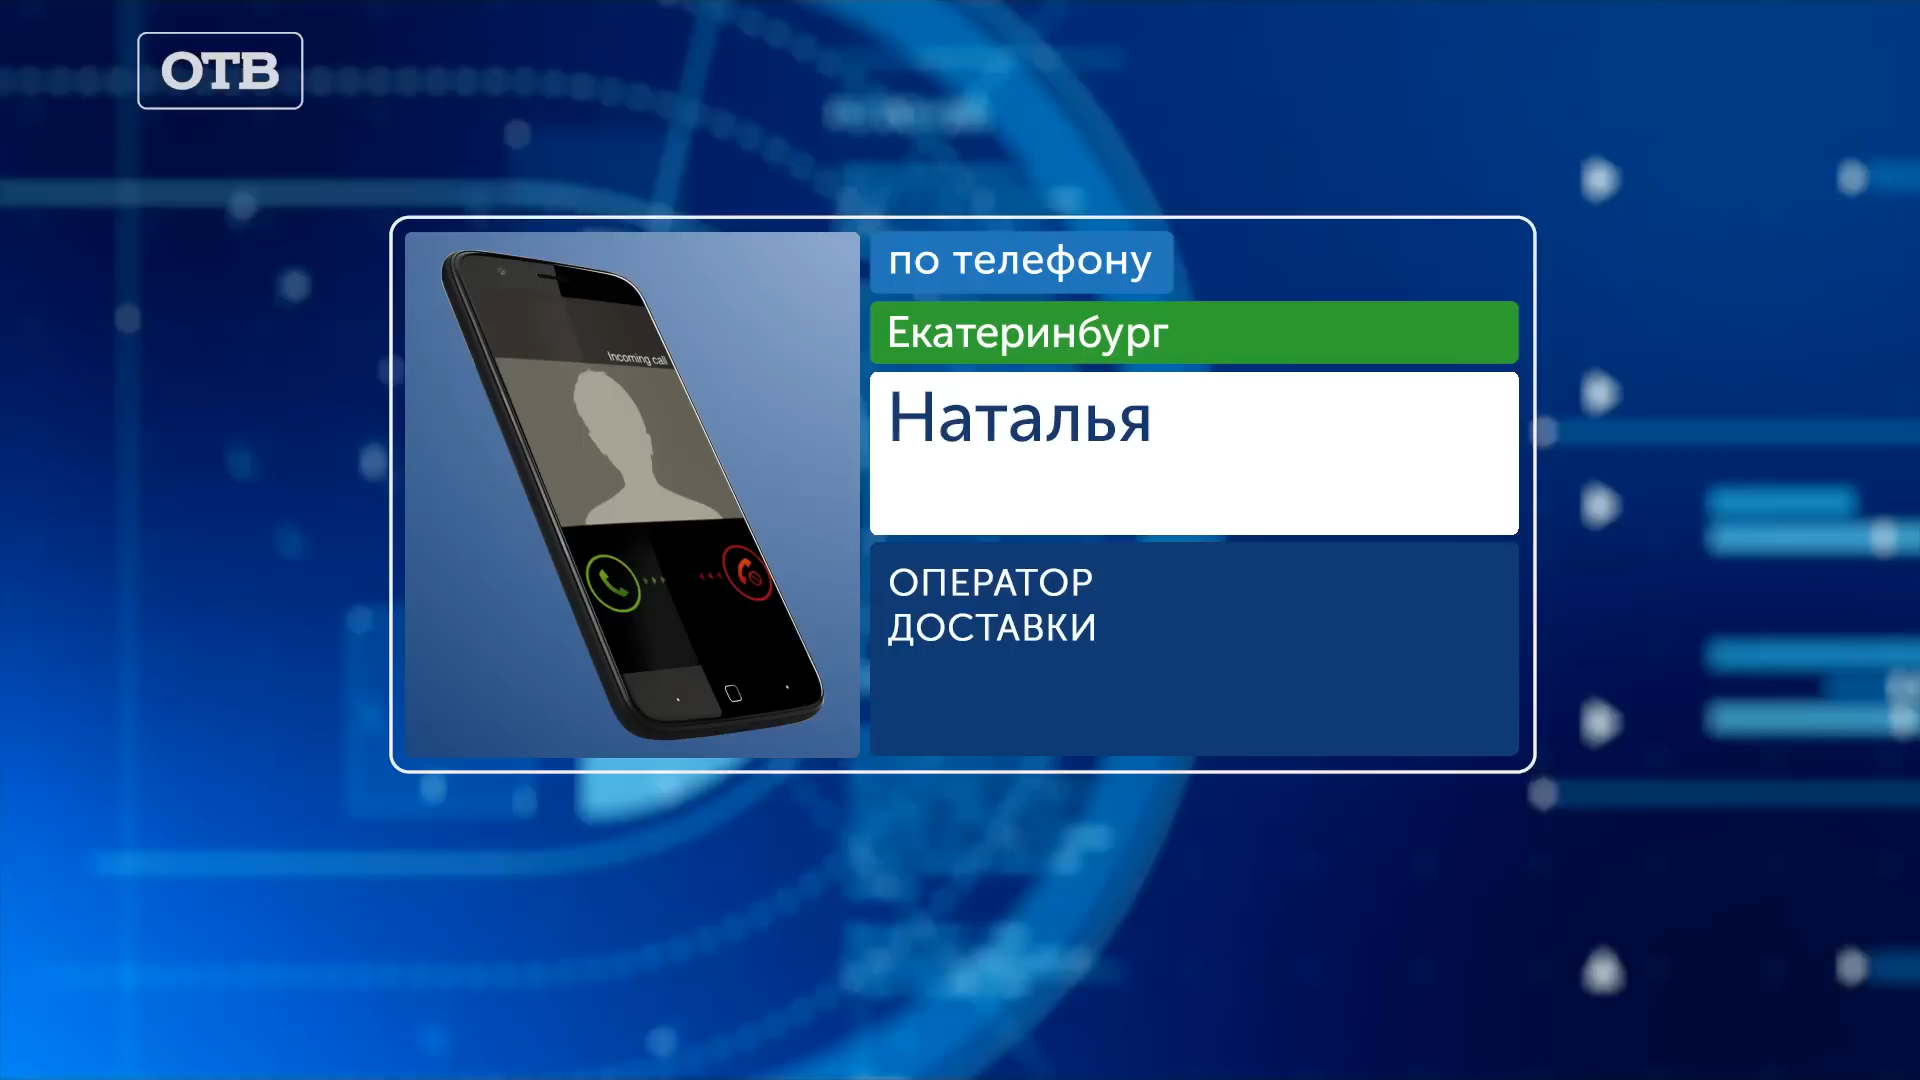 ОТВ
по телефону
Екатеринбург
Incoming call
Наталья
ОПЕРАТОР
ДОСТАВКИ